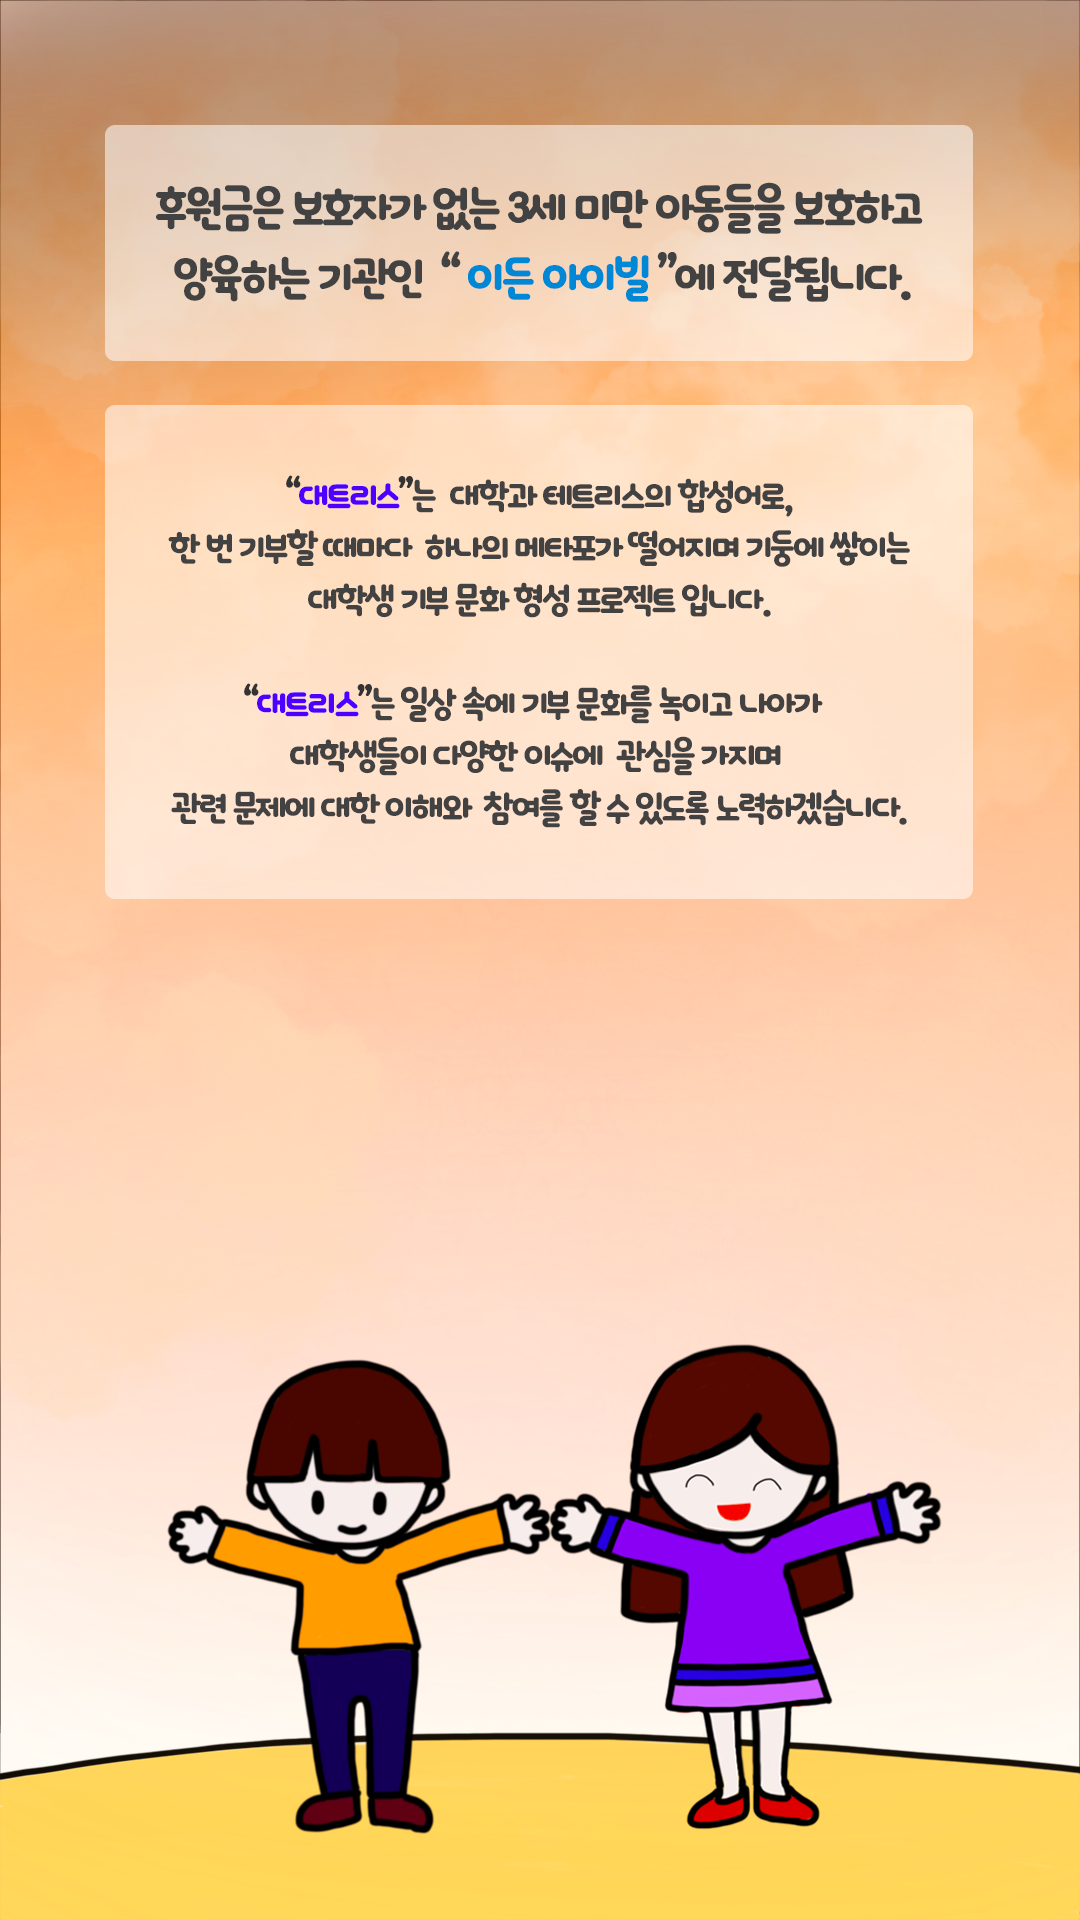 후원금은 보호자가 없는 3세 미만 아동들을 보호하고
양육하는 기관인 “ 이든 아이빌 ”에 전달됩니다.
“대트리스”는 대학과 테트리스의 합성어로,
한 번 기부할 때마다 하나의 메타포가 떨어지며 기둥에 쌓이는
대학생 기부 문화 형성 프로젝트 입니다.
“대트리스”는 일상 속에 기부 문화를 녹이고 나아가
대학생들이 다양한 이슈에 관심을 가지며
관련 문제에 대한 이해와 참여를 할 수 있도록 노력하겠습니다.